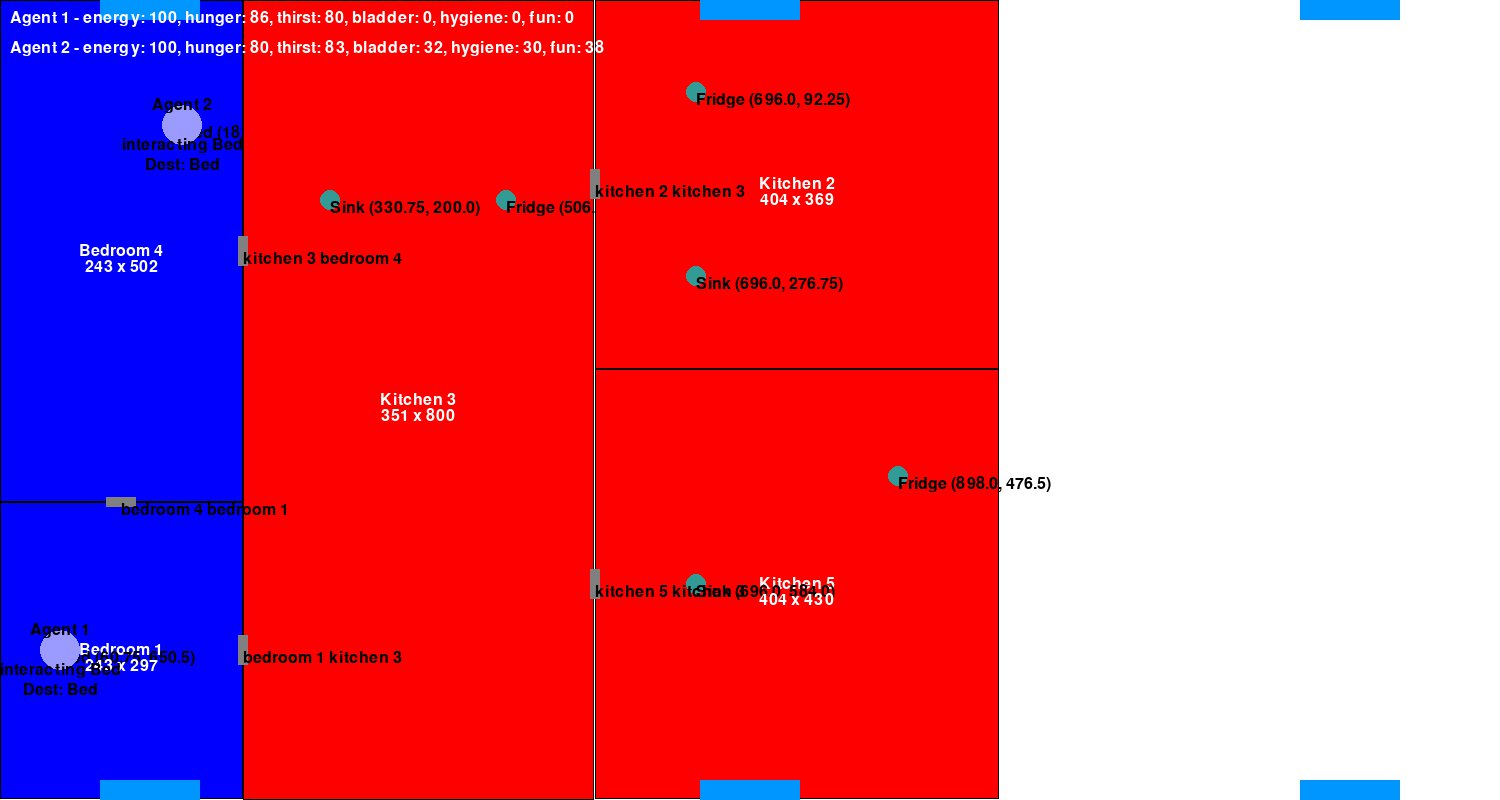 Agent 1 - energy: 100, hunger: 86, thirst: 80, bladder: 0, hygiene: 0, fun: 0
Agent 2 - energy: 100, hunger: 80, thirst: 83, bladder: 32, hygiene: 30, fun: 38
Agent 2
interacting Bed
Dest: Bed
Fridge (696.0, 92.25)
kitchen 2 kitchen 3
Kitchen 2
404 x 369
Sink (330.75, 200.0)
Fridge (506.
Bedroom 4
243 x 502
kitchen 3 bedroom 4
Sink (696.0, 276.75)
Kitchen 3
351 x 800
Fridge (898.0, 476.5)
bedroom 4 bedroom 1
kitchen 5 kitchen 3
Sink (696.0, 584.0)
Kitchen 5
404 x 430
Agent 1
Bedroom 1
243 x 297
interacting Bed
Dest: Bed
bedroom 1 kitchen 3